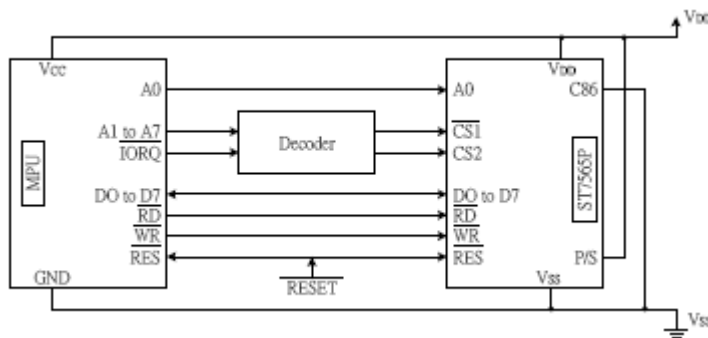 VDD
VCC
VDD
A0
A0
C86
A1 to A7
Decoder
CS1
IORQ
CS2
MPU
ST7565P
DO to D7
DO to D7
RD
RD
WR
WR
RES
RES
P/S
GND
RESET
VSS
VSS